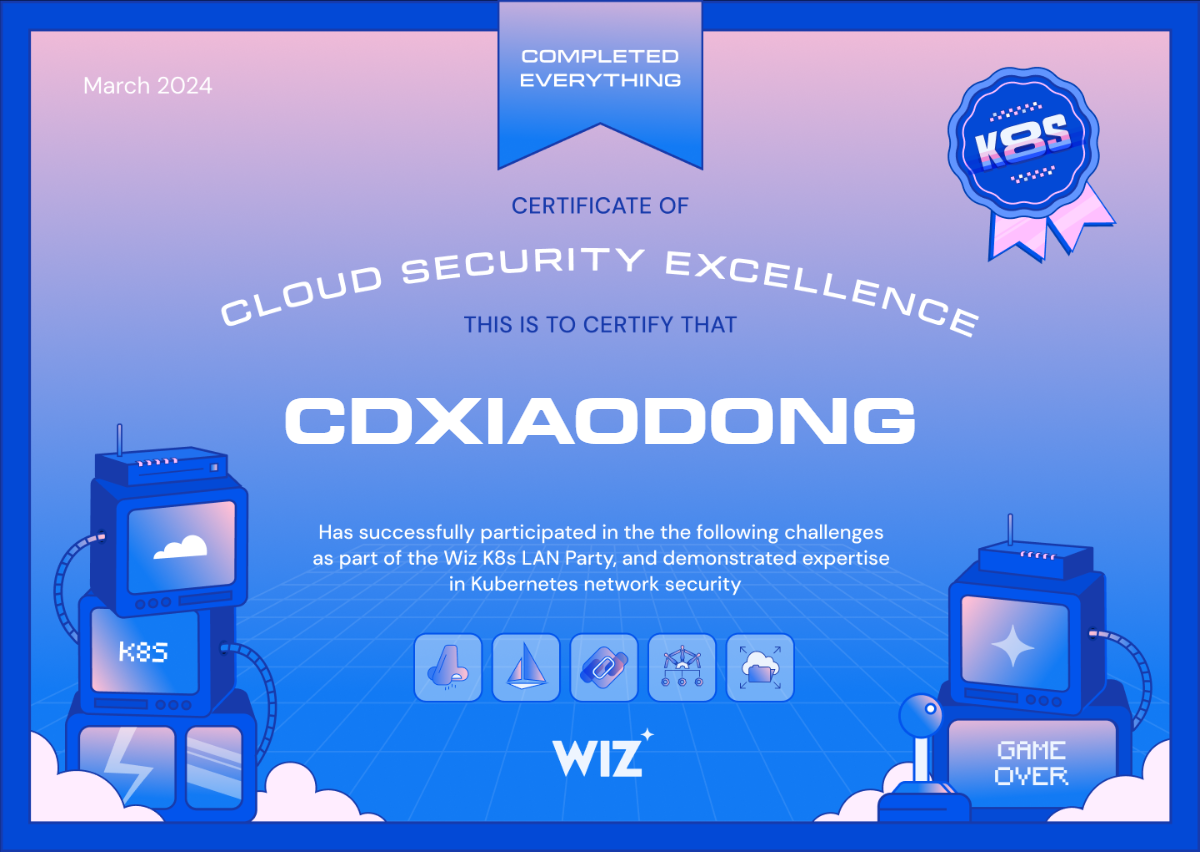 COMPLETED
EVERYTHING
March 2024
K8S
CERTIFICATE OF
CLOUD SECURITY EXCELLENCE
THIS IS TO CERTIFY THAT
CDXIAODONG
Has successfully participated in the the following challenges
as part of the Wiz K8s LAN Party, and demonstrated expertise
in Kubernetes network security
K8S
WIZ
GAME
OVER